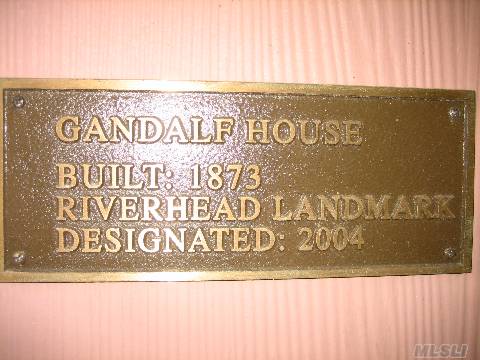 GANDALF HOUSE
BUILT: 1873
RIVERHEAD LANDMARK
DESIGNATED: 2004
MLSLI